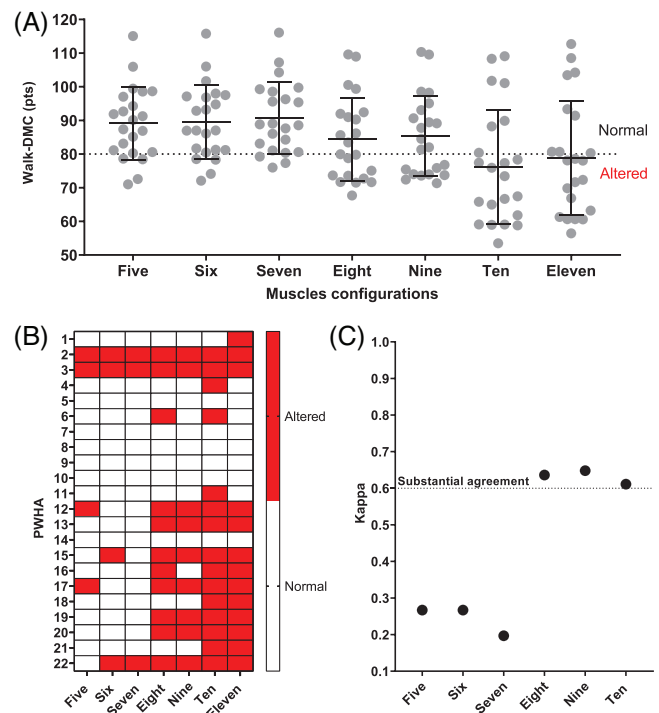 (A)
120
110
100
90
80
70
60
50
Walk-DMC (pts)
Normal
Altered
Five Six Seven Eight Nine Ten Eleven
Muscles configurations
(B)
1
2
3
4
5
6
7
8
9
10
11
12
13
14
15
16
17
18
19
20
21
22
PWHA
Altered
Normal
Five Six Seven Eight Nine Ten Eleven
(C)
1.0
0.9
0.8
0.7
0.6
0.5
0.4
0.3
0.2
0.1
Kappa
Substantial agreement
Five Six Seven Eight Nine Ten